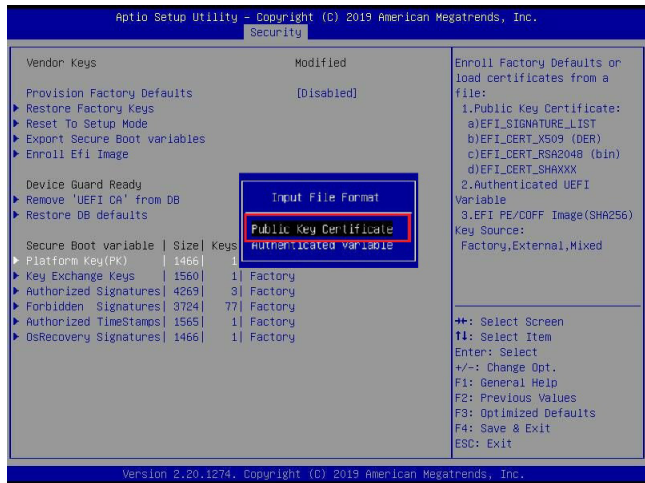 Aptio Setup Utility – Copyright (C) 2019 American Megatrends, Inc.
Security
Vendor Keys Modified
Provision Factory Defaults [Disabled]
Restore Factory Keys
Reset To Setup Mode
Export Secure Boot variables
Enroll Efi Image
Device Guard Ready
Remove 'UEFI CA' from DB
Restore DB defaults
Secure Boot variable | Size| Keys
Platform Key(PK) | 1466| 1
Key Exchange Keys | 1560| 1| Factory
Authorized Signatures| 4269| 3| Factory
Forbidden Signatures| 3724| 77| Factory
Authorized TimeStamps| 1565| 1| Factory
OsRecovery Signatures| 1466| 1| Factory
Input File Format
Public Key Certificate
Authenticated Variable
Enroll Factory Defaults or
load certificates from a
file:
1.Public Key Certificate:
a)EFI_SIGNATURE_LIST
b)EFI_CERT_X509 (DER)
c)EFI_CERT_RSA2048 (bin)
d)EFI_CERT_SHAXXX
2.Authenticated UEFI
Variable
3.EFI PE/COFF Image(SHA256)
Key Source:
Factory,External,Mixed
→←: Select Screen
↑↓: Select Item
Enter: Select
+/-: Change Opt.
F1: General Help
F2: Previous Values
F3: Optimized Defaults
F4: Save & Exit
ESC: Exit
Version 2.20.1274. Copyright (C) 2019 American Megatrends, Inc.